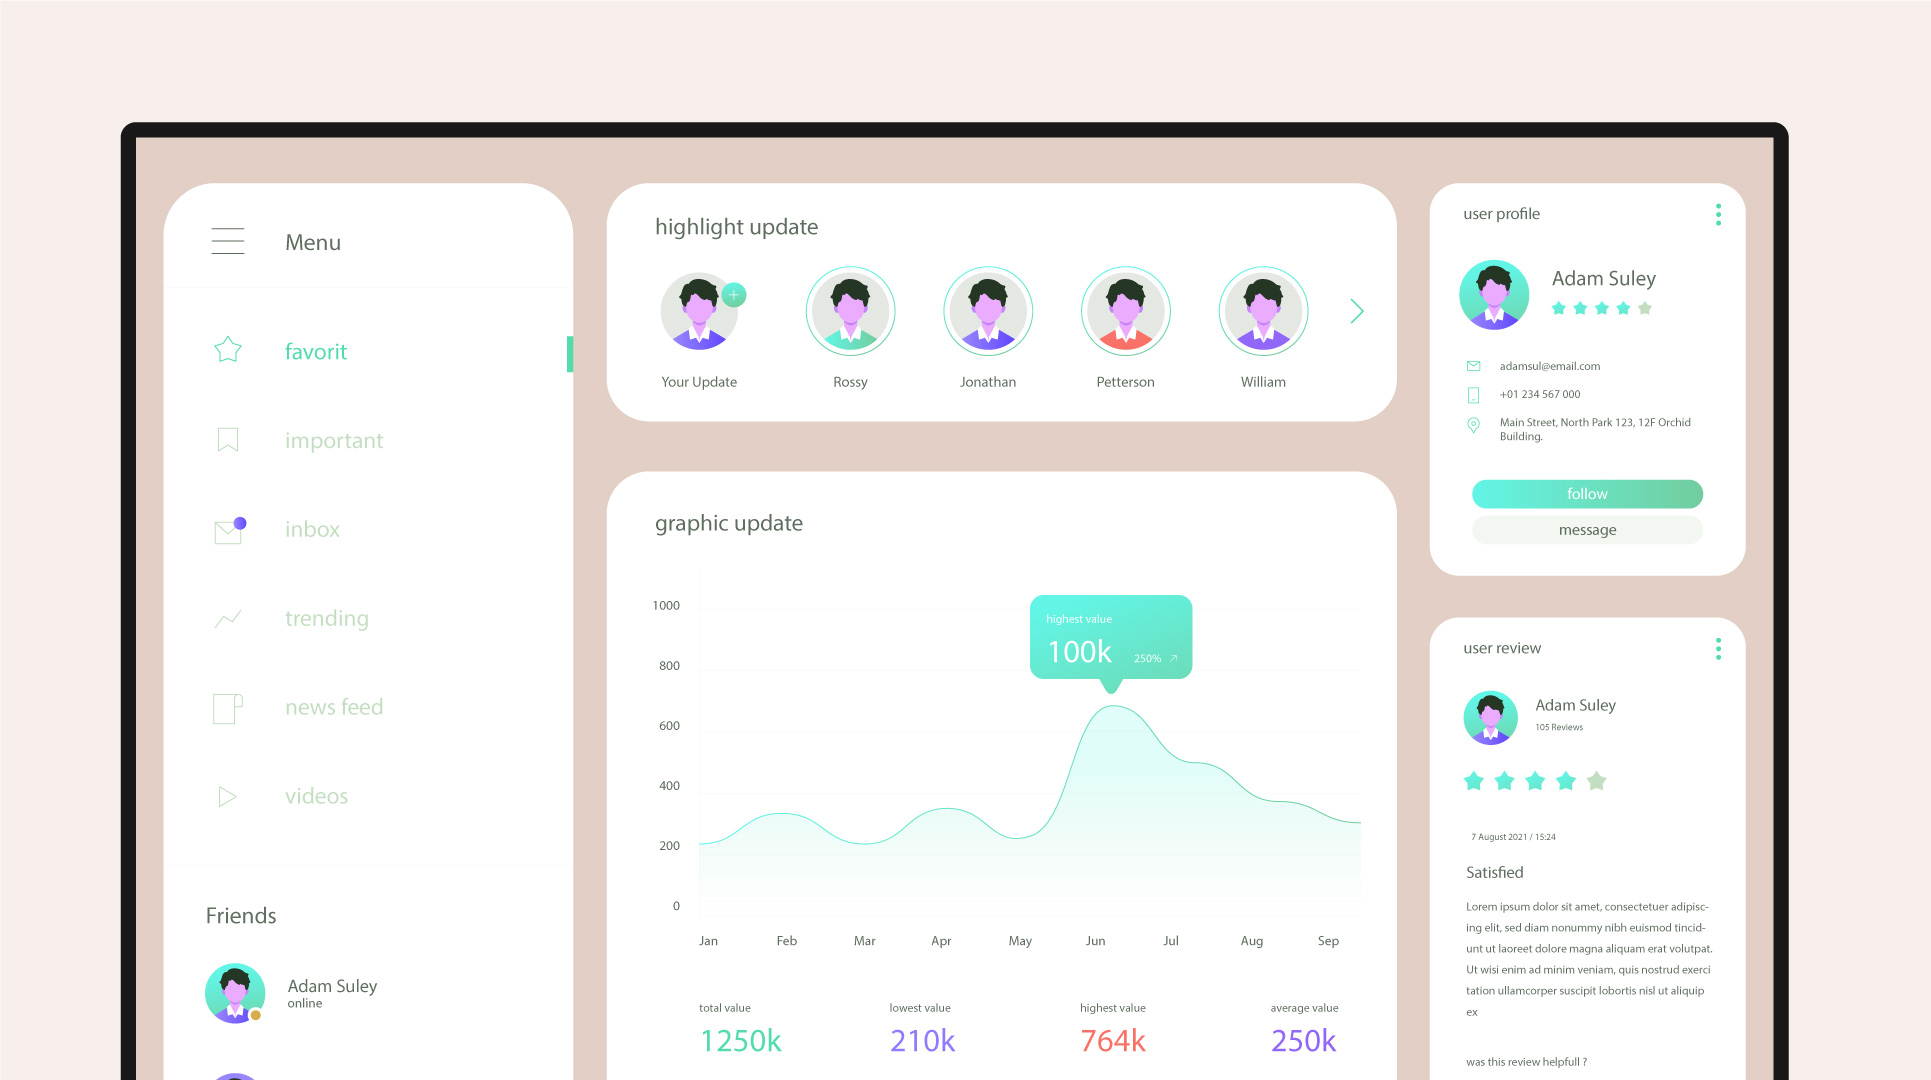 Menu
favorit
important
inbox
trending
news feed
videos
Friends
Adam Suley
online
highlight update
Your Update
Rossy
Jonathan
Petterson
William
graphic update
1000
800
600
400
200
0
highest value
100k 250%
Jan Feb Mar Apr May Jun Jul Aug Sep
total value lowest value highest value average value
1250k 210k 764k 250k
user profile
Adam Suley
adamsul@email.com
+01 234 567 000
Main Street, North Park 123, 12F Orchid
Building.
follow
message
user review
Adam Suley
105 Reviews
7 August 2021 / 15:24
Satisfied
Lorem ipsum dolor sit amet, consectetuer adipisc-
ing elit, sed diam nonummy nibh euismod tincid-
unt ut laoreet dolore magna aliquam erat volutpat.
Ut wisi enim ad minim veniam, quis nostrud exerci
tation ullamcorper suscipit lobortis nisl ut aliquip
ex
was this review helpfull ?